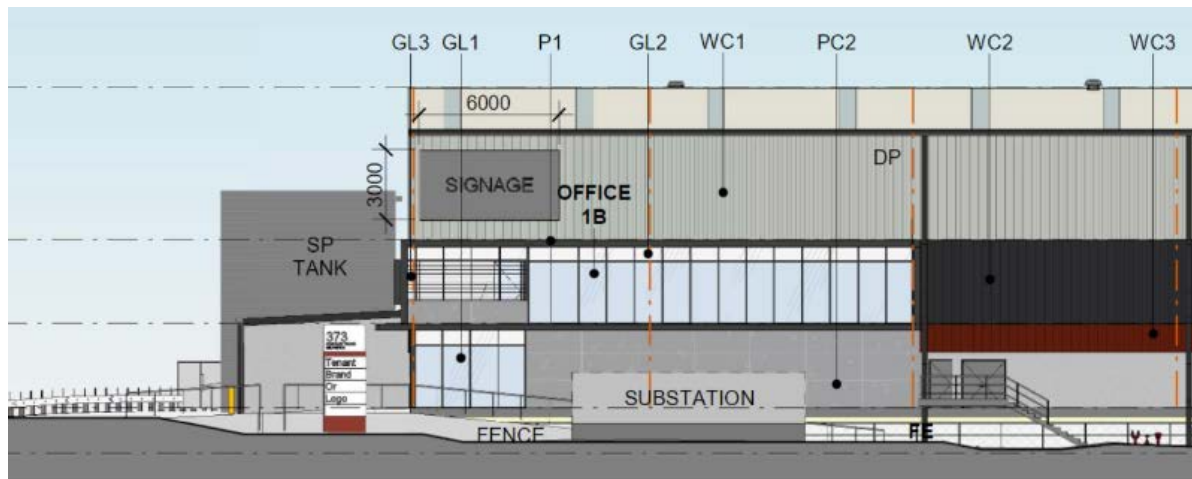 GL3 GL1 P1 GL2 WC1 PC2 WC2 WC3
6000
DP
3000
SIGNAGE
OFFICE
1B
SP
TANK
373
Tenant
Brand
Or
Logo
SUBSTATION
FENCE
FE